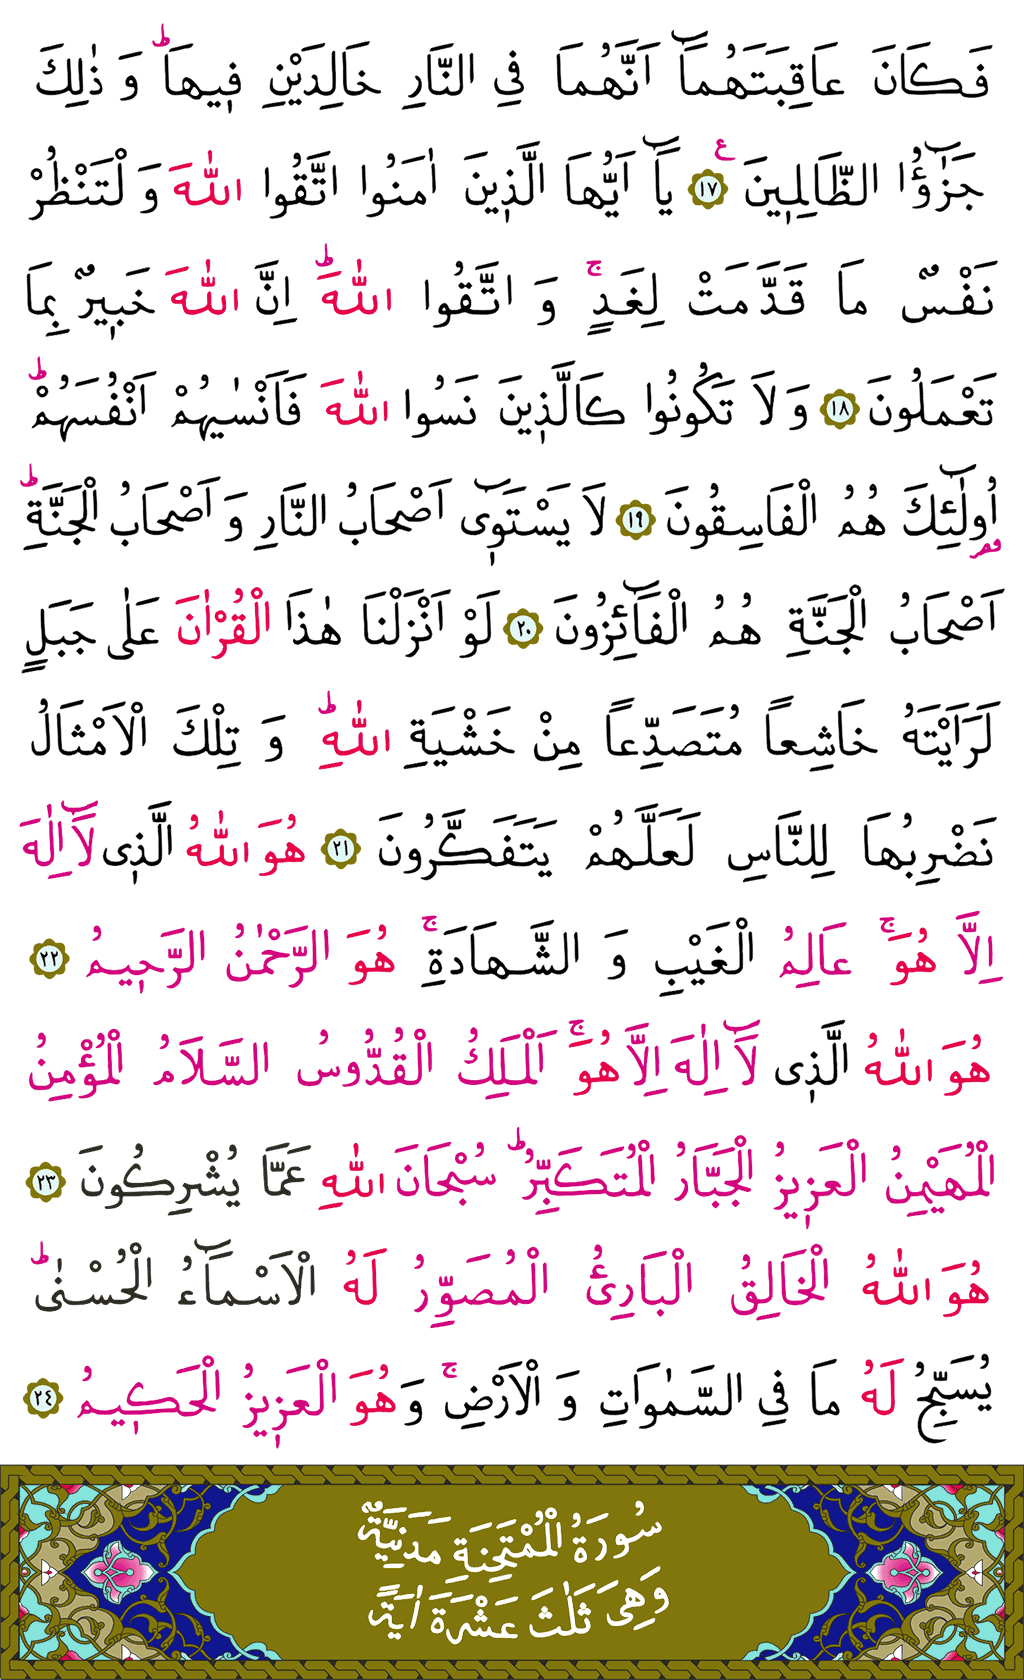 فَكَانَ عَاقِبَتَهُمَٓا اَنَّهُمَا فِي النَّارِ خَالِدَيْنِ فٖيهَاؕ وَ ذٰلِكَ
جَزٰٓؤُا الظَّالِمٖينَ ﴿١٧﴾ع يَٓا اَيُّهَا الَّذٖينَ اٰمَنُوا اتَّقُوا اللّٰهَ وَ لْتَنْظُرْ
نَفْسٌ مَا قَدَّمَتْ لِغَدٍۚ وَ اتَّقُوا اللّٰهَؕ اِنَّ اللّٰهَ خَبٖيرٌ بِمَا
تَعْمَلُونَ ﴿١٨﴾ وَ لَا تَكُونُوا كَالَّذٖينَ نَسُوا اللّٰهَ فَاَنْسٰيهُمْ اَنْفُسَهُمْؕ
اُولٰٓئِكَ هُمُ الْفَاسِقُونَ ﴿١٩﴾ لَا يَسْتَوٖٓى اَصْحَابُ النَّارِ وَ اَصْحَابُ الْجَنَّةِؕ
اَصْحَابُ الْجَنَّةِ هُمُ الْفَٓائِزُونَ ﴿٢٠﴾ لَوْ اَنْزَلْنَا هٰذَا الْقُرْاٰنَ عَلٰى جَبَلٍ
لَرَاَيْتَهُ خَاشِعاً مُتَصَدِّعاً مِنْ خَشْيَةِ اللّٰهِؕ وَ تِلْكَ الْاَمْثَالُ
نَضْرِبُهَا لِلنَّاسِ لَعَلَّهُمْ يَتَفَكَّرُونَ ﴿٢١﴾ هُوَ اللّٰهُ الَّذٖى لَٓا اِلٰهَ
اِلَّا هُوَۚ عَالِمُ الْغَيْبِ وَ الشَّهَادَةِۚ هُوَ الرَّحْمٰنُ الرَّحٖيمُ ﴿٢٢﴾
هُوَ اللّٰهُ الَّذٖى لَٓا اِلٰهَ اِلَّا هُوَۚ اَلْمَلِكُ الْقُدُّوسُ السَّلَامُ الْمُؤْمِنُ
الْمُهَيْمِنُ الْعَزٖيزُ الْجَبَّارُ الْمُتَكَبِّرُؕ سُبْحَانَ اللّٰهِ عَمَّا يُشْرِكُونَ ﴿٢٣﴾
هُوَ اللّٰهُ الْخَالِقُ الْبَارِئُ الْمُصَوِّرُ لَهُ الْاَسْمَٓاءُ الْحُسْنٰىؕ
يُسَبِّحُ لَهُ مَا فِي السَّمٰوَاتِ وَ الْاَرْضِۚ وَهُوَ الْعَزٖيزُ الْحَكٖيمُ ﴿٢٤﴾
سُورَةُ الْمُمْتَحِنَةِ مَدَنِيَّةٌ
وَهِىَ ثَلٰثَ عَشْرَةَ اٰيَةً